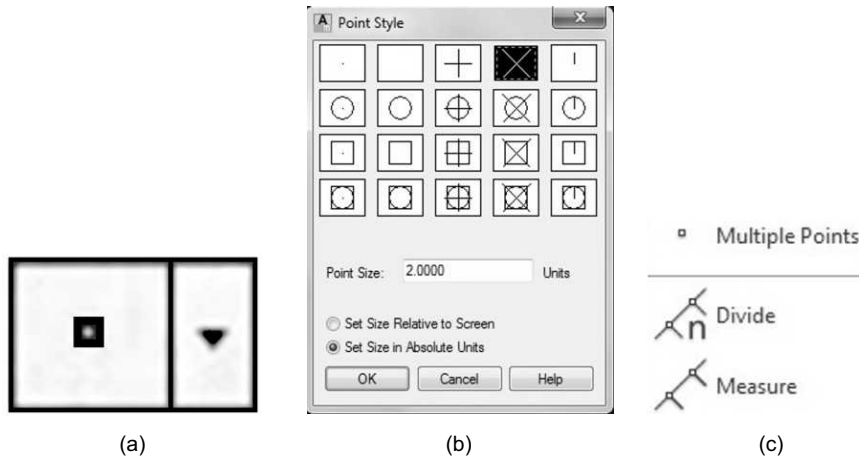 Point Style
Point Size: 2.0000 Units
Set Size Relative to Screen
Set Size in Absolute Units
OK Cancel Help
Multiple Points
n Divide
Measure
(a) (b) (c)